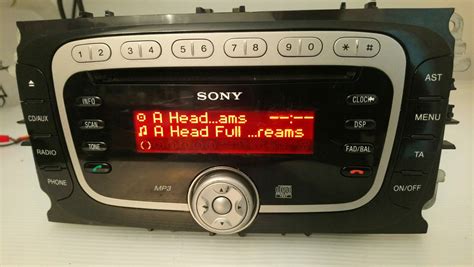 1 2 3 4 5 6 7 8 9 0 * #
AST
INFO
SONY
CLOCK
CD/AUX
A Head...ams --:--
MENU
SCAN
A Head Full ...reams
DSP
RADIO
()
TA
TONE
FAD/BAL
PHONE
MP3
ON/OFF